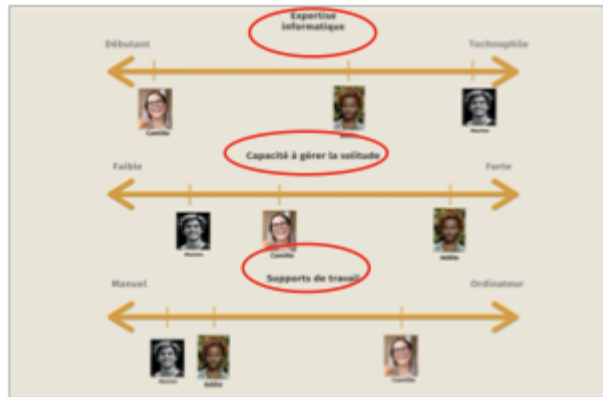 Expertise
informatique
Débutant
Technophile
Camille
Capacité à gérer la solitude
Faible
Forte
Camille
Adèle
Supports de travail
Manuel
Ordinateur
Adèle
Camille